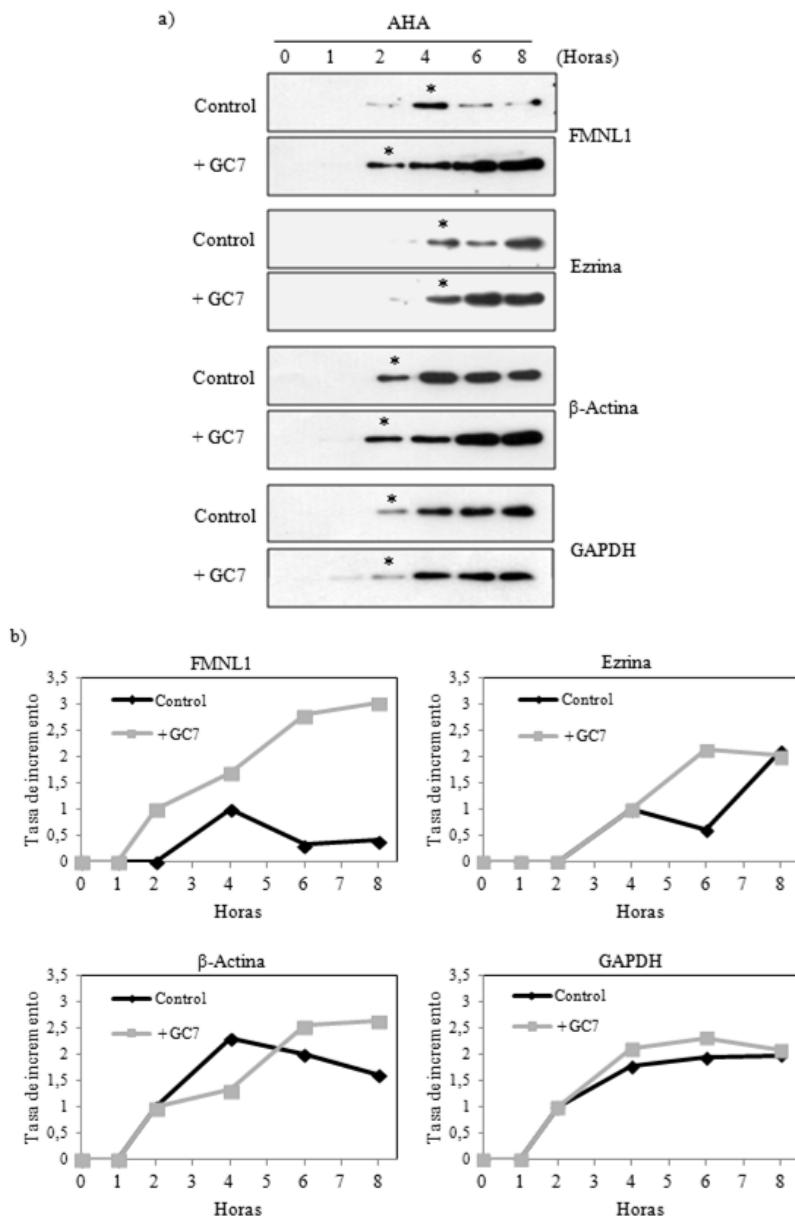 a)
AHA
0 1 2 4 6 8 (Horas)
*
Control
FMNL1
*
+ GC7
*
Control
Ezrina
*
+ GC7
*
Control
β-Actina
*
+ GC7
*
Control
GAPDH
*
+ GC7
b)
FMNL1
3,5
3
2,5
2
1,5
1
0,5
0
Tasa de incremento
Control
+GC7
0 1 2 3 4 5 6 7 8
Horas
Ezrina
3,5
3
2,5
2
1,5
1
0,5
0
Tasa de incremento
Control
+GC7
0 1 2 3 4 5 6 7 8
Horas
β-Actina
3,5
3
2,5
2
1,5
1
0,5
0
Tasa de incremento
Control
+GC7
0 1 2 3 4 5 6 7 8
Horas
GAPDH
3,5
3
2,5
2
1,5
1
0,5
0
Tasa de incremento
Control
+GC7
0 1 2 3 4 5 6 7 8
Horas